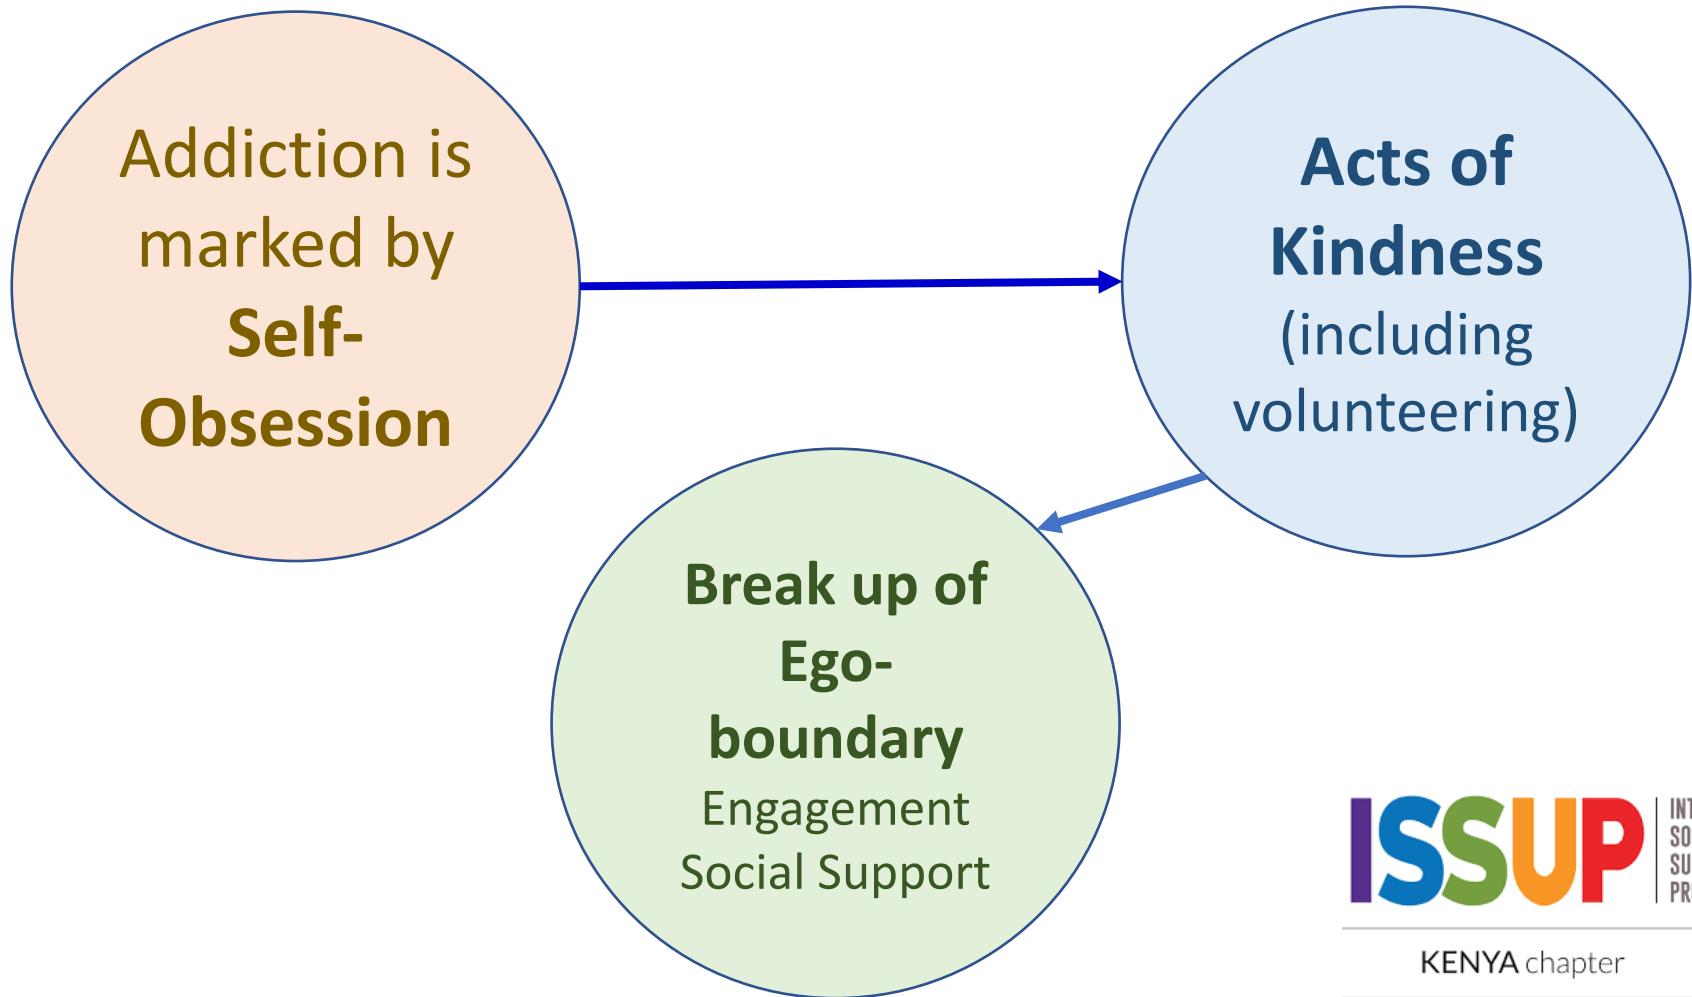 Addiction is
marked by
Self-
Obsession
Acts of
Kindness
(including
volunteering)
Break up of
Ego-
boundary
Engagement
Social Support
ISSUP
KENYA chapter